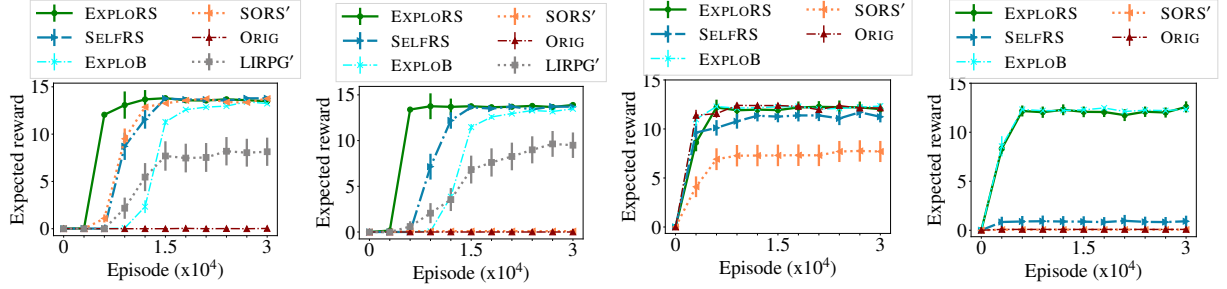 EXPLORS SORS′
SELFRS ORIG
EXPLOB LIRPG′
Expected reward
15
10
5
0
0 1.5 3
Episode (x10⁴)
EXPLORS SORS′
SELFRS ORIG
EXPLOB LIRPG′
Expected reward
15
10
5
0
0 1.5 3
Episode (x10⁴)
EXPLORS SORS′
SELFRS ORIG
EXPLOB
Expected reward
15
10
5
0
0 1.5 3
Episode (x10⁴)
EXPLORS SORS′
SELFRS ORIG
EXPLOB
Expected reward
15
10
5
0
0 1.5 3
Episode (x10⁴)